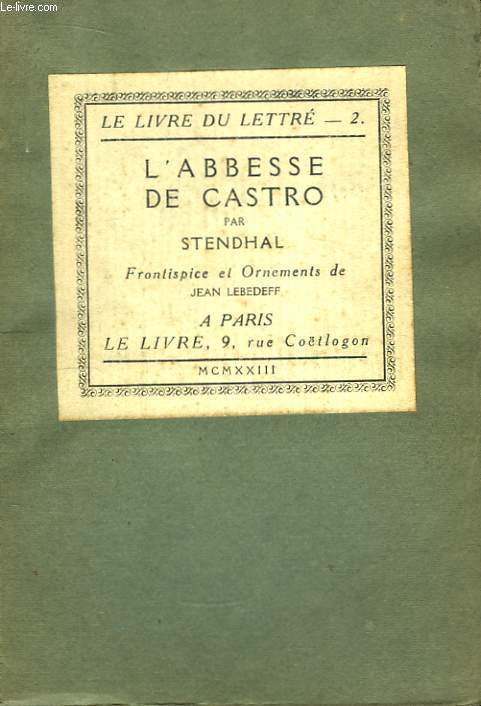 Le-livre.com
LE LIVRE DU LETTRÉ — 2.
L'ABBESSE
DE CASTRO
PAR
STENDHAL
Frontispice et Ornements de
JEAN LEBEDEFF
A PARIS
LE LIVRE, 9, rue Coëtlogon
MCMXXIII